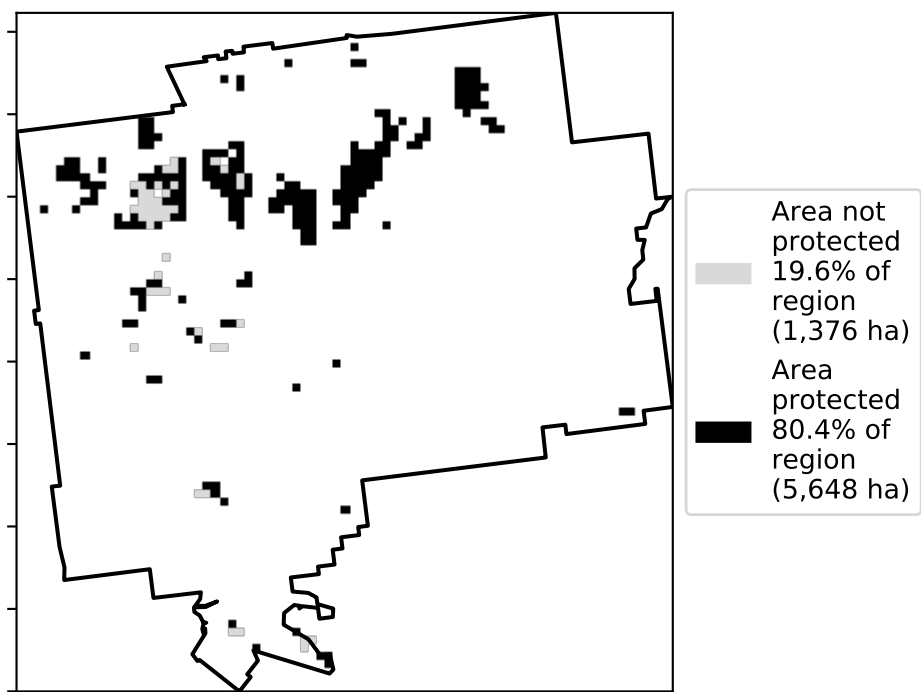 Area not
protected
19.6% of
region
(1,376 ha)
Area
protected
80.4% of
region
(5,648 ha)